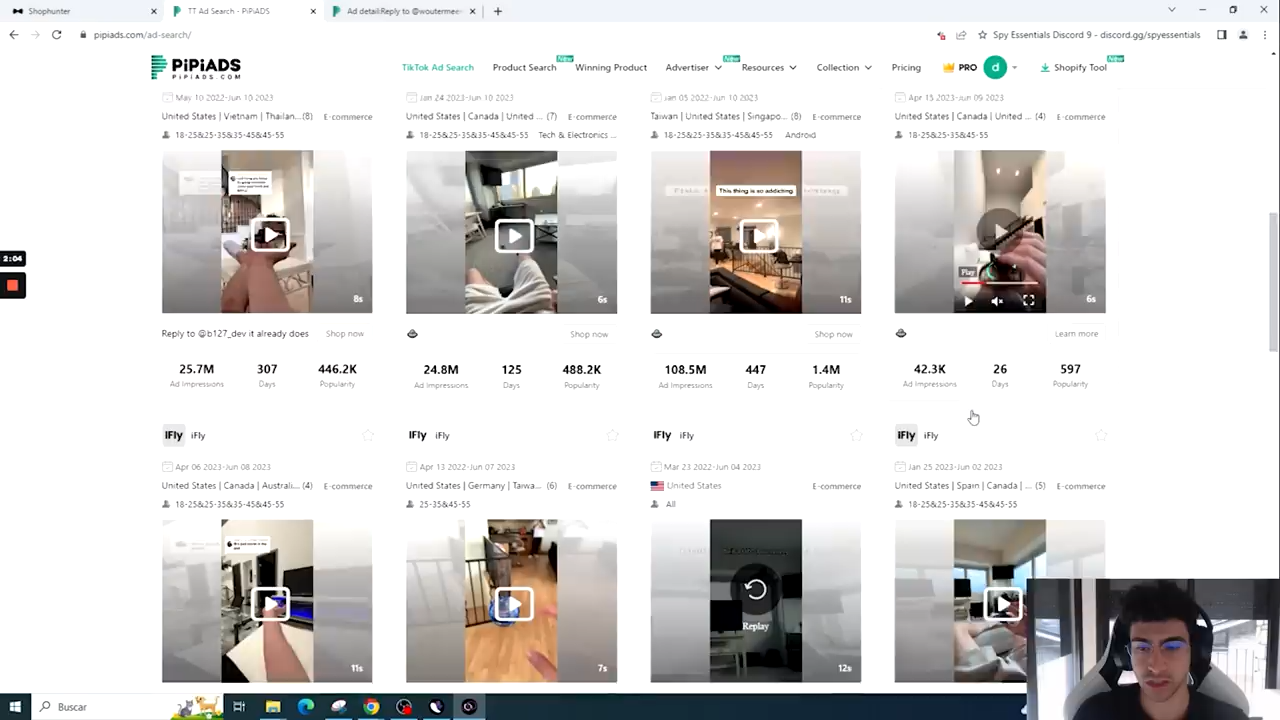 Shophunter
TT Ad Search - PiPiADS
Ad detail:Reply to @woutermee
pipiads.com/ad-search/
Spy Essentials Discord 9 - discord.gg/spyessentials
PiPiADS
PiPiADS.COM
TikTok Ad Search
Product Search
New
Winning Product
Advertiser
New
Resources
Collection
Pricing
PRO
d
Shopify Tool
New
May 10 2022-Jun 10 2023
Jan 24 2023-Jun 10 2023
Jan 05 2022-Jun 10 2023
Apr 15 2023-Jun 09 2023
United States | Vietnam | Thailan... (8) E-commerce
United States | Canada | United ... (7) E-commerce
Taiwan | United States | Singapo... (8) E-commerce
United States | Canada | United ... (4) E-commerce
18-25&25-35&35-45&45-55
18-25&25-35&35-45&45-55 Tech & Electronics ...
18-25&25-35&35-45&45-55 Android
18-25&25-35&35-45&45-55
This thing is so addicting
Play
2:04
8s
6s
11s
6s
Reply to @b127_dev it already does Shop now
Shop now
Shop now
Learn more
25.7M 307 446.2K
Ad Impressions Days Popularity
24.8M 125 488.2K
Ad Impressions Days Popularity
108.5M 447 1.4M
Ad Impressions Days Popularity
42.3K 26 597
Ad Impressions Days Popularity
iFly iFly
iFly iFly
iFly iFly
iFly iFly
Apr 06 2023-Jun 08 2023
Apr 13 2022-Jun 07 2023
Mar 23 2022-Jun 04 2023
Jan 25 2023-Jun 02 2023
United States | Canada | Australi... (4) E-commerce
United States | Germany | Taiwa... (6) E-commerce
United States E-commerce
United States | Spain | Canada | ... (5) E-commerce
18-25&25-35&35-45&45-55
25-35&45-55
All
18-25&25-35&35-45&45-55
Replay
11s
7s
12s
Buscar